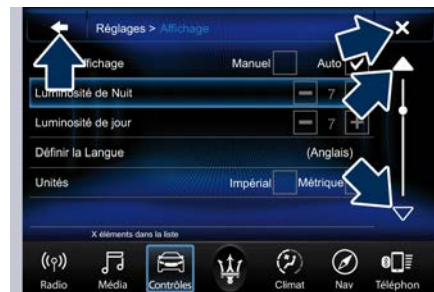 Réglages > Affichage
ffichage Manuel Auto
Luminosité de Nuit 7
Luminosité de jour - 7 +
Définir la Langue (Anglais)
Unités Impérial Métrique
X éléments dans la liste
Radio Média Contrôles Climat Nav Téléphon